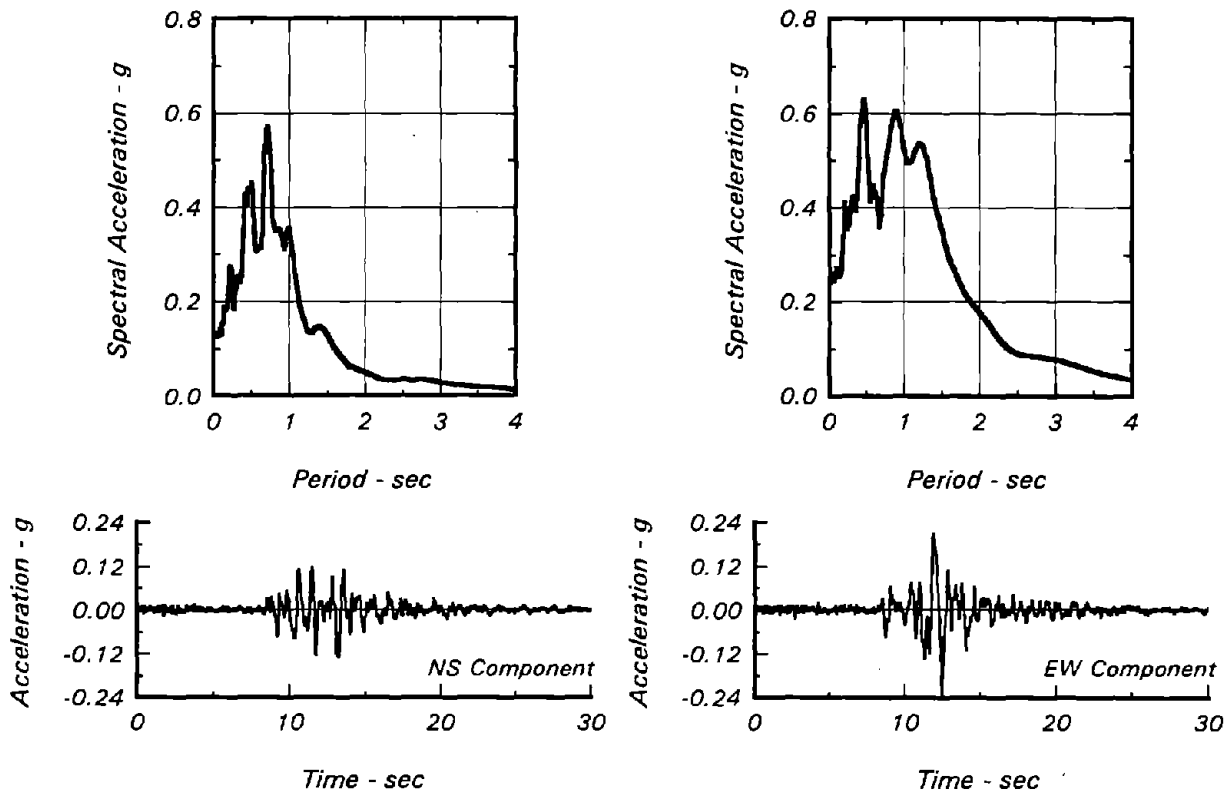 0.8
0.6
0.4
0.2
0.0
Spectral Acceleration - g
0 1 2 3 4
Period - sec
0.8
0.6
0.4
0.2
0.0
Spectral Acceleration - g
0 1 2 3 4
Period - sec
0.24
0.12
0.00
-0.12
-0.24
Acceleration - g
NS Component
0 10 20 30
Time - sec
0.24
0.12
0.00
-0.12
-0.24
Acceleration - g
EW Component
0 10 20 30
Time - sec